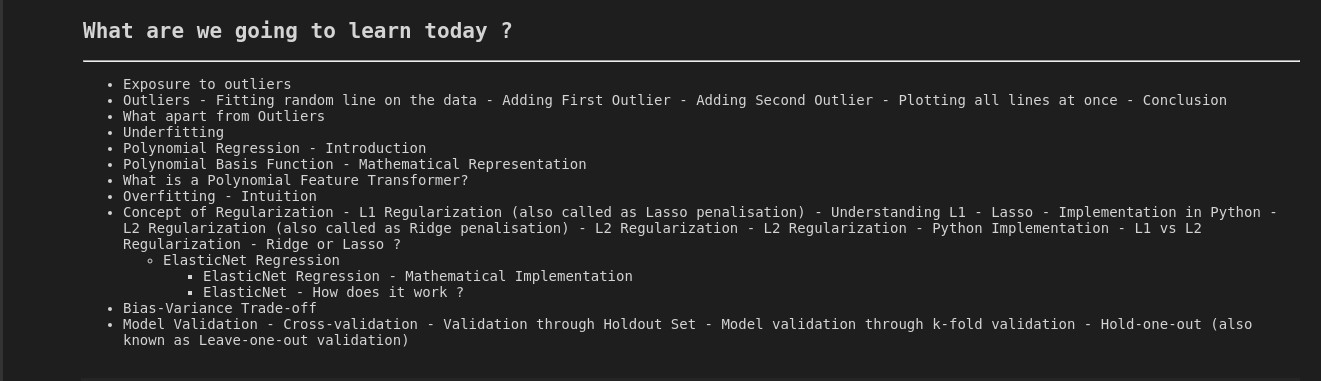 What are we going to learn today ?
• Exposure to outliers
• Outliers - Fitting random line on the data - Adding First Outlier - Adding Second Outlier - Plotting all lines at once - Conclusion
• What apart from Outliers
• Underfitting
• Polynomial Regression - Introduction
• Polynomial Basis Function - Mathematical Representation
• What is a Polynomial Feature Transformer?
• Overfitting - Intuition
• Concept of Regularization - L1 Regularization (also called as Lasso penalisation) - Understanding L1 - Lasso - Implementation in Python -
L2 Regularization (also called as Ridge penalisation) - L2 Regularization - L2 Regularization - Python Implementation - L1 vs L2
Regularization - Ridge or Lasso ?
◦ ElasticNet Regression
▪ ElasticNet Regression - Mathematical Implementation
▪ ElasticNet - How does it work ?
• Bias-Variance Trade-off
• Model Validation - Cross-validation - Validation through Holdout Set - Model validation through k-fold validation - Hold-one-out (also
known as Leave-one-out validation)